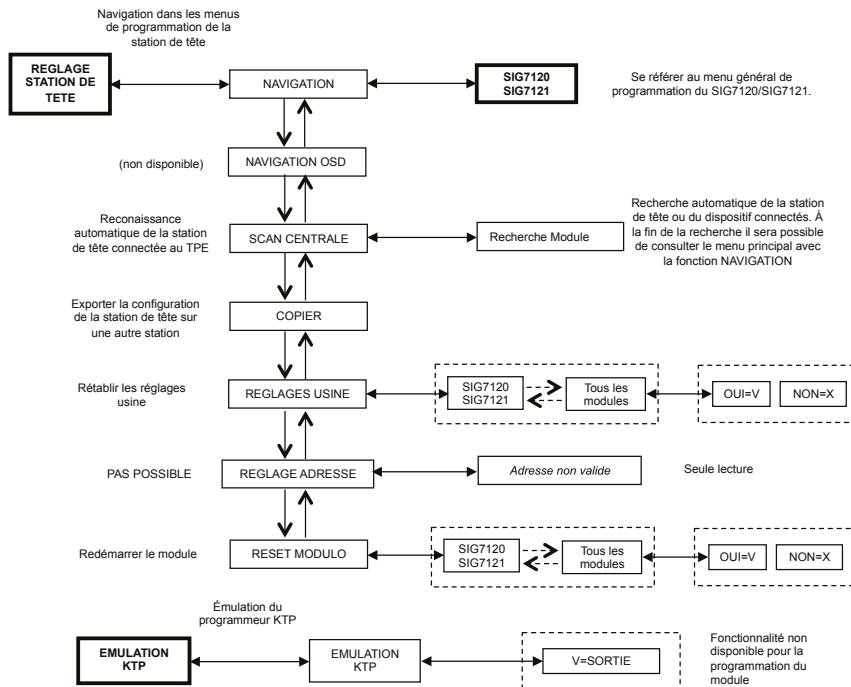 Navigation dans les menus
de programmation de la
station de tête
REGLAGE
STATION DE
TETE
NAVIGATION
SIG7120
SIG7121
Se référer au menu général de
programmation du SIG7120/SIG7121.
(non disponible)
NAVIGATION OSD
Reconaissance
automatique de la station
de tête connectée au TPE
SCAN CENTRALE
Recherche Module
Recherche automatique de la station
de tête ou du dispositif connectés. À
la fin de la recherche il sera possible
de consulter le menu principal avec
la fonction NAVIGATION
Exporter la configuration
de la station de tête sur
une autre station
COPIER
Rétablir les réglages
usine
REGLAGES USINE
SIG7120
SIG7121
Tous les
modules
OUI=V
NON=X
PAS POSSIBLE
REGLAGE ADRESSE
Adresse non valide
Seule lecture
Redémarrer le module
RESET MODULO
SIG7120
SIG7121
Tous les
modules
OUI=V
NON=X
Émulation du
programmeur KTP
EMULATION
KTP
EMULATION
KTP
V=SORTIE
Fonctionnalité non
disponible pour la
programmation du
module